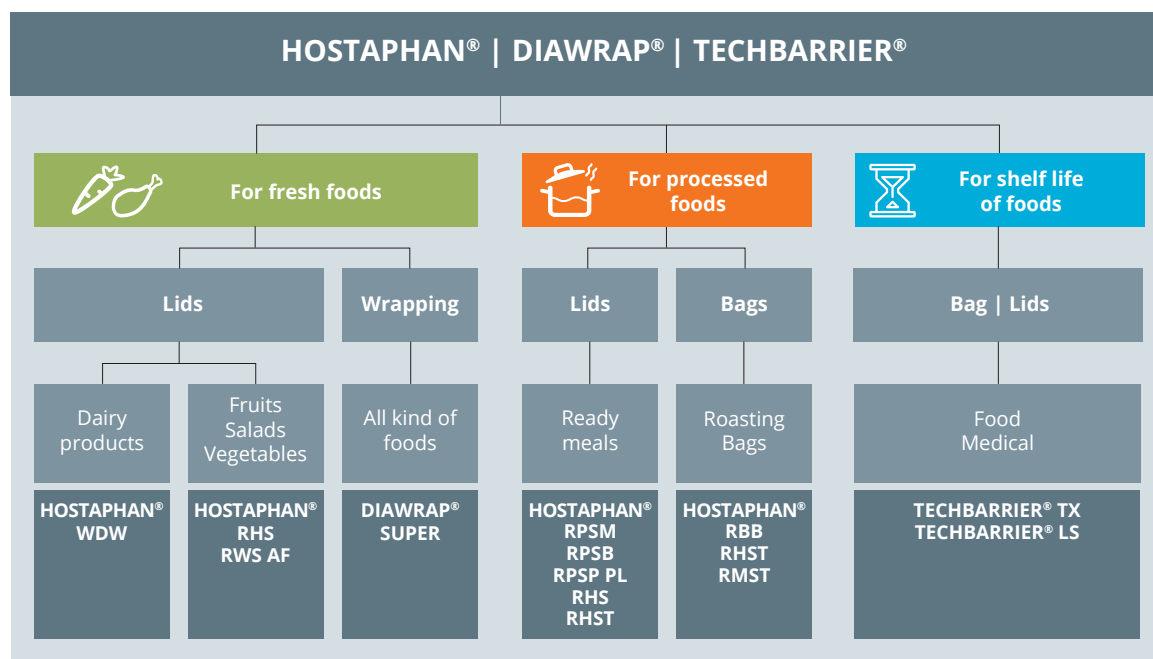 HOSTAPHAN® | DIAWRAP® | TECHBARRIER®
For fresh foods
For processed
foods
For shelf life
of foods
Lids
Wrapping
Lids
Bags
Bag | Lids
Dairy
products
Fruits
Salads
Vegetables
All kind of
foods
Ready
meals
Roasting
Bags
Food
Medical
HOSTAPHAN®
WDW
HOSTAPHAN®
RHS
RWS AF
DIAWRAP®
SUPER
HOSTAPHAN®
RPSM
RPSB
RPSP PL
RHS
RHST
HOSTAPHAN®
RBB
RHST
RMST
TECHBARRIER® TX
TECHBARRIER® LS